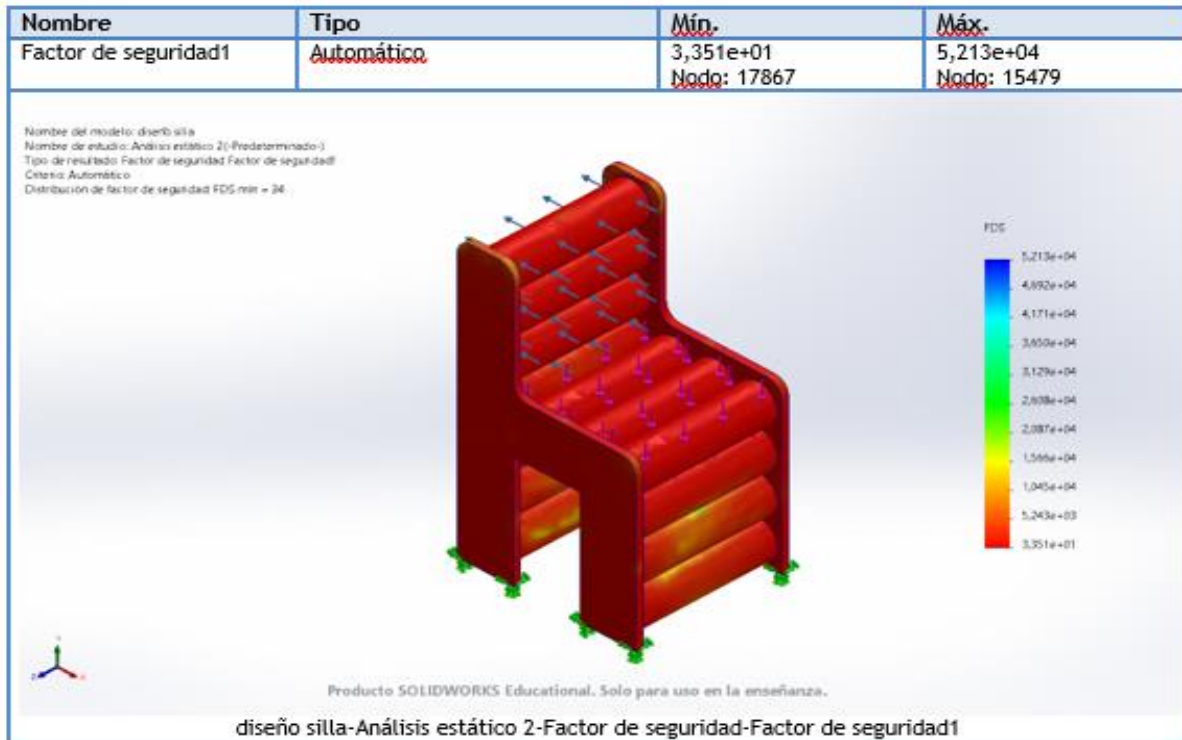 Nombre Tipo Mín. Máx.
Factor de seguridad1 Automático 3,351e+01 5,213e+04
Nodo: 17867 Nodo: 15479
Nombre del modelo: diseño silla
Nombre de estudio: Análisis estático 2(-Predeterminado-)
Tipo de resultado: Factor de seguridad Factor de seguridad1
Criterio: Automático
Distribución de factor de seguridad: FDS mín = 34
FDS
5,213e+04
4,692e+04
4,171e+04
3,650e+04
3,129e+04
2,608e+04
2,087e+04
1,566e+04
1,045e+04
5,243e+03
3,351e+01
Producto SOLIDWORKS Educational. Solo para uso en la enseñanza.
diseño silla-Análisis estático 2-Factor de seguridad-Factor de seguridad1